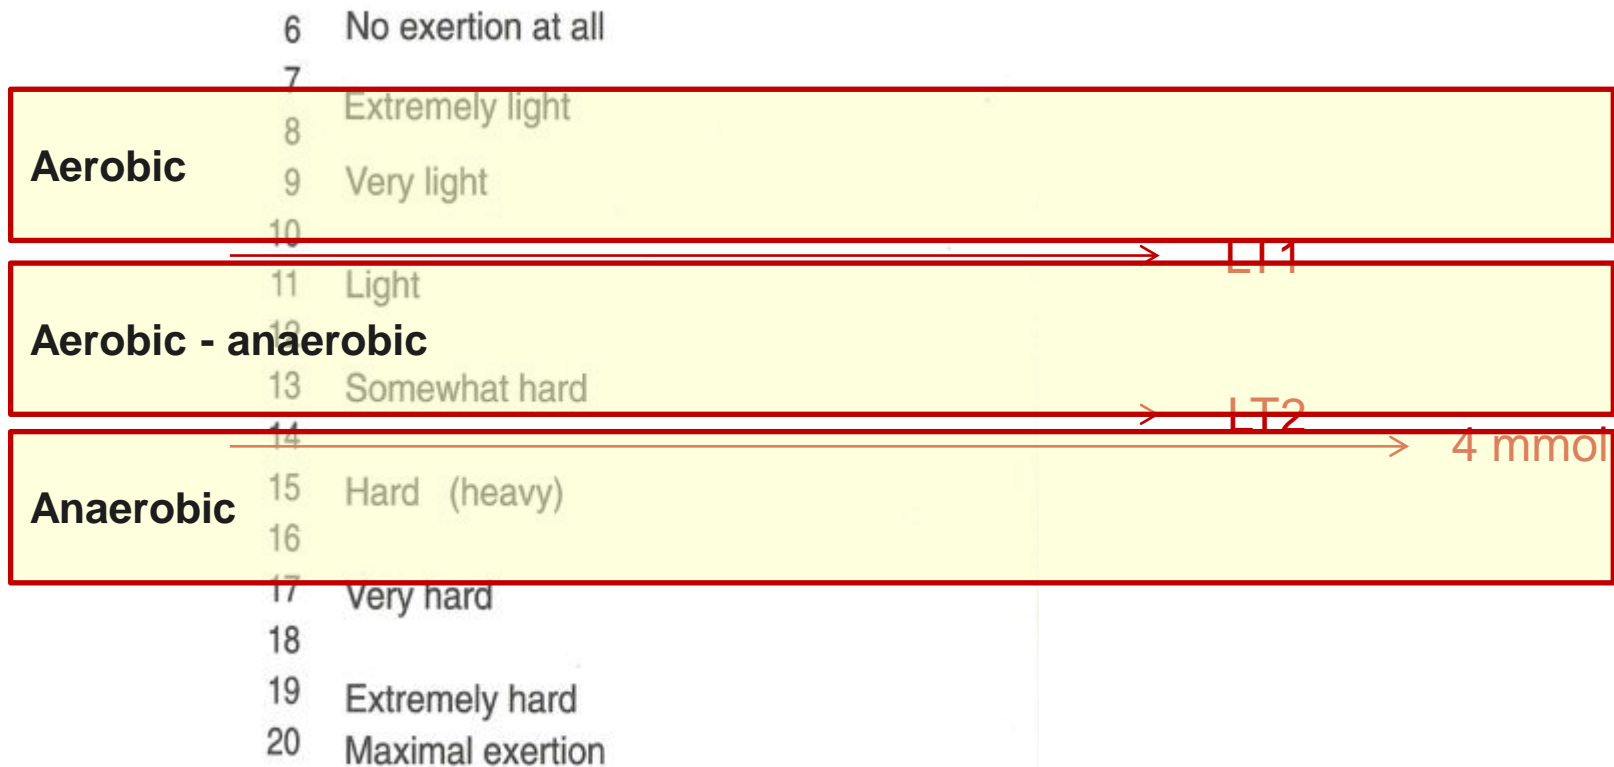 6 No exertion at all
7
Extremely light
8
Aerobic
9 Very light
10
LT1
11 Light
12
Aerobic - anaerobic
13 Somewhat hard
LT2
14
4 mmol
15 Hard (heavy)
Anaerobic
16
17 Very hard
18
19 Extremely hard
20 Maximal exertion